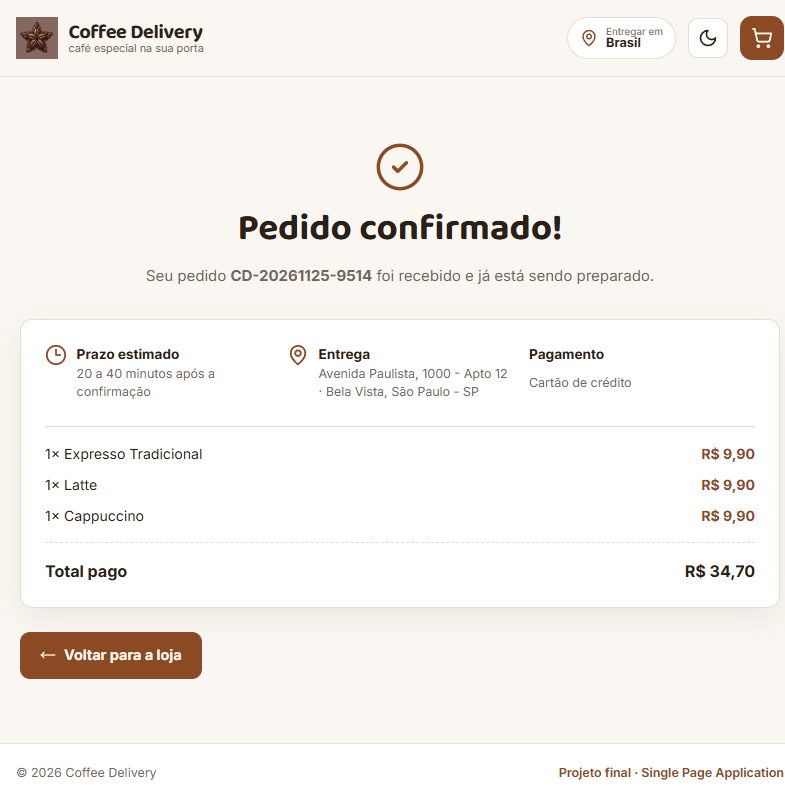 Coffee Delivery
café especial na sua porta
Entregar em
Brasil
Pedido confirmado!
Seu pedido CD-20261125-9514 foi recebido e já está sendo preparado.
Prazo estimado
20 a 40 minutos após a
confirmação
Entrega
Avenida Paulista, 1000 - Apto 12
· Bela Vista, São Paulo - SP
Pagamento
Cartão de crédito
1× Expresso Tradicional R$ 9,90
1× Latte R$ 9,90
1× Cappuccino R$ 9,90
Total pago R$ 34,70
← Voltar para a loja
© 2026 Coffee Delivery
Projeto final · Single Page Application